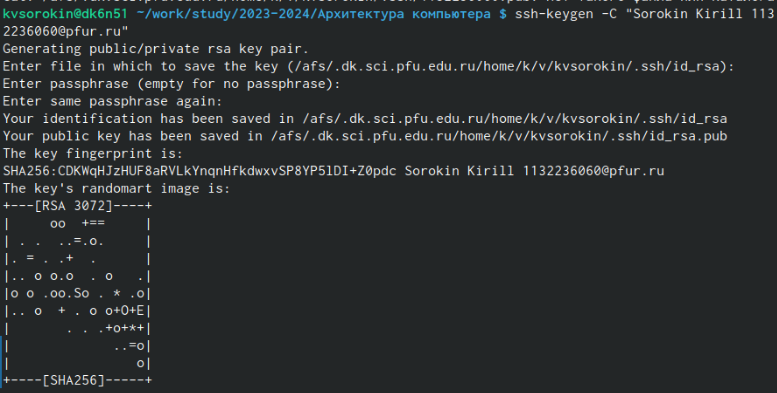 kvsorokin@dk6n51 ~/work/study/2023-2024/Архитектура компьютера $ ssh-keygen -C "Sorokin Kirill 113
2236060@pfur.ru"
Generating public/private rsa key pair.
Enter file in which to save the key (/afs/.dk.sci.pfu.edu.ru/home/k/v/kvsorokin/.ssh/id_rsa):
Enter passphrase (empty for no passphrase):
Enter same passphrase again:
Your identification has been saved in /afs/.dk.sci.pfu.edu.ru/home/k/v/kvsorokin/.ssh/id_rsa
Your public key has been saved in /afs/.dk.sci.pfu.edu.ru/home/k/v/kvsorokin/.ssh/id_rsa.pub
The key fingerprint is:
SHA256:CDKWqHJzHUF8aRVLkYnqnHfkdwxvSP8YP5lDI+Z0pdc Sorokin Kirill 1132236060@pfur.ru
The key's randomart image is:
+---[RSA 3072]----+
|     oo  +==     |
| . .  ..=.o.     |
|. = . .+  .      |
|.. o o.o  . o   .|
|o o .oo.So . * .o|
|.. o  + . o o+O+E|
|       . . .+o+*+|
|             ..=o|
|                o|
+----[SHA256]-----+